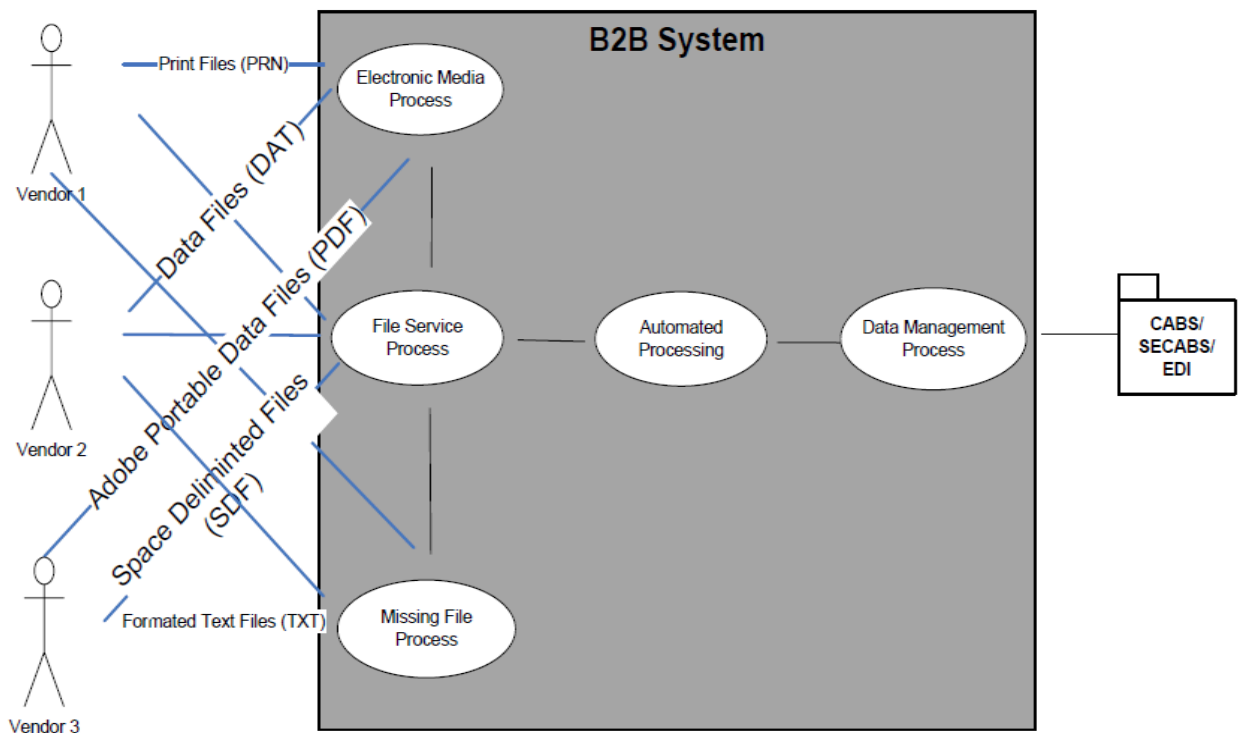 B2B System
Print Files (PRN)
Electronic Media
Process
Vendor 1
Data Files (DAT)
Adobe Portable Data Files (PDF)
File Service
Process
Automated
Processing
Data Management
Process
CABS/
SECABS/
EDI
Vendor 2
Space Deliminted Files
(SDF)
Formated Text Files (TXT)
Missing File
Process
Vendor 3